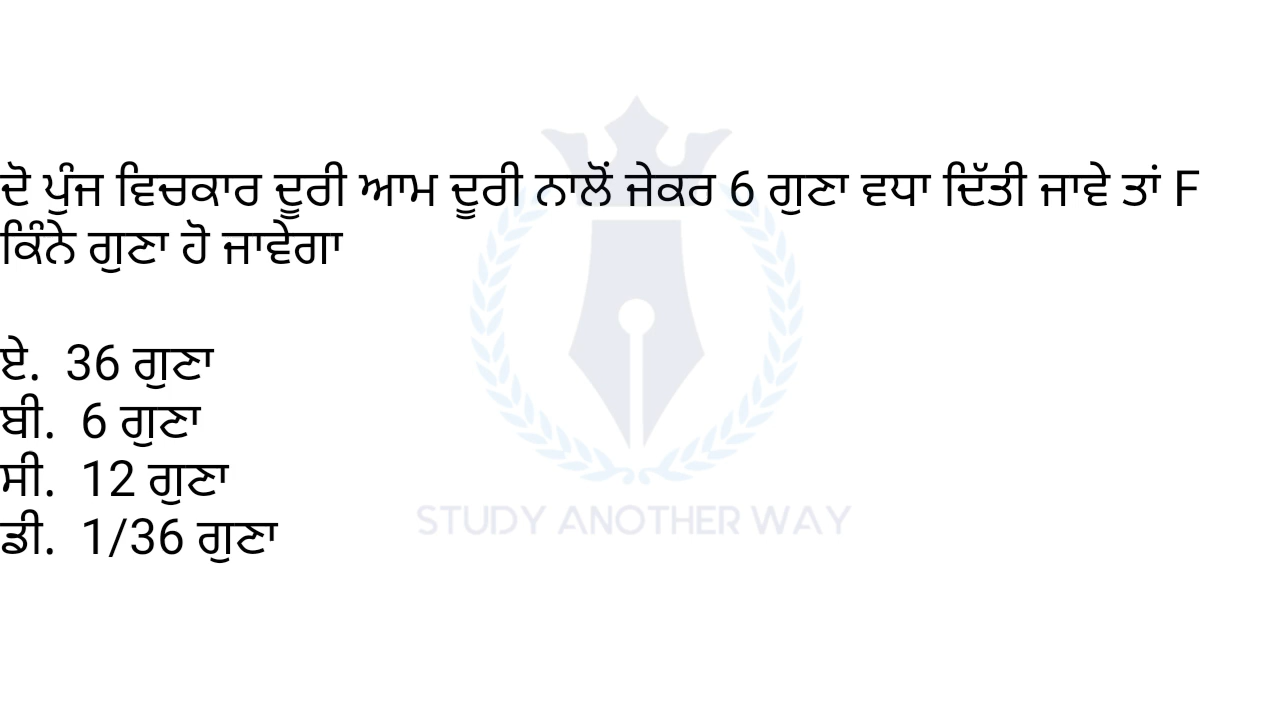 ਦੋ ਪੁੰਜ ਵਿਚਕਾਰ ਦੂਰੀ ਆਮ ਦੂਰੀ ਨਾਲੋਂ ਜੇਕਰ 6 ਗੁਣਾ ਵਧਾ ਦਿੱਤੀ ਜਾਵੇ ਤਾਂ F
ਕਿੰਨੇ ਗੁਣਾ ਹੋ ਜਾਵੇਗਾ
ਏ. 36 ਗੁਣਾ
ਬੀ. 6 ਗੁਣਾ
ਸੀ. 12 ਗੁਣਾ
ਡੀ. 1/36 ਗੁਣਾ
STUDY ANOTHER WAY